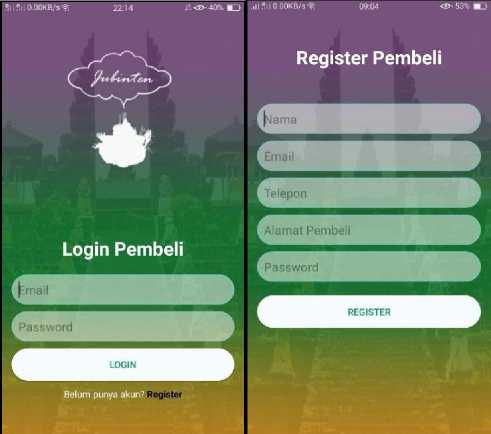 0.00KB/s 22:14 40%
Jubinten
Login Pembeli
Email
Password
LOGIN
Belum punya akun? Register
0.00KB/s 09:04 53%
Register Pembeli
Nama
Email
Telepon
Alamat Pembeli
Password
REGISTER